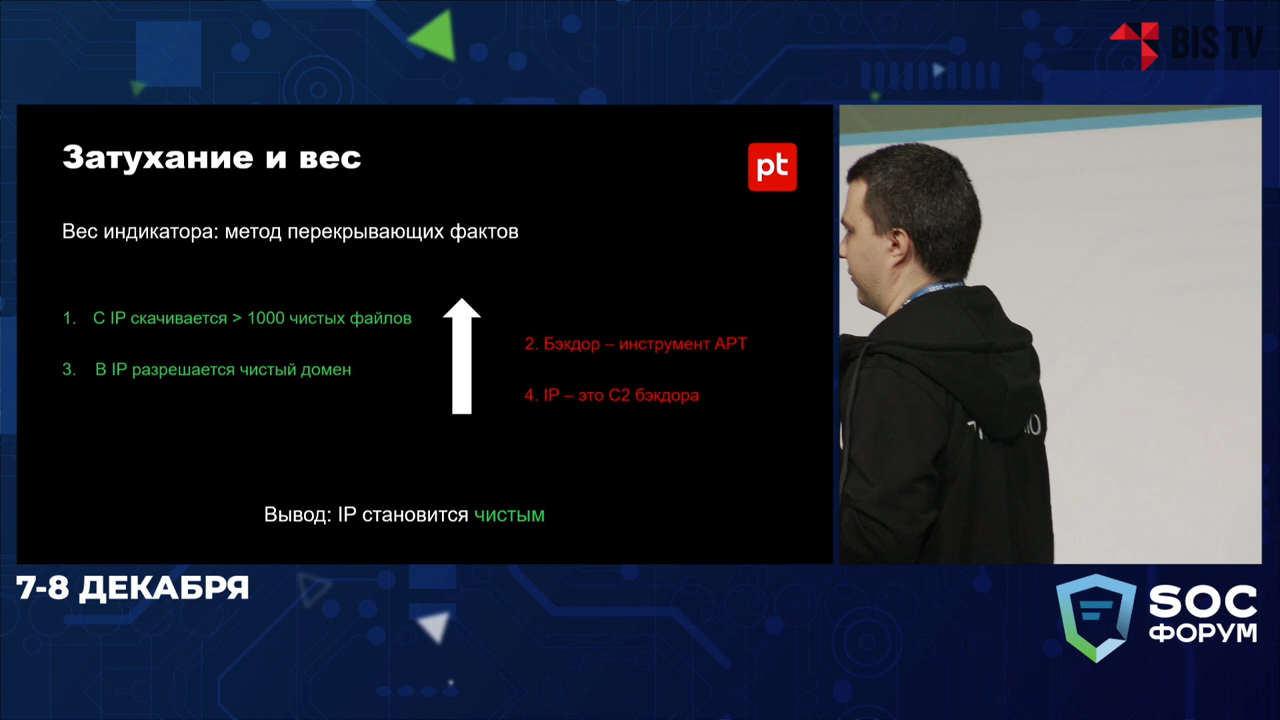 BIS TV
Затухание и вес
pt
Вес индикатора: метод перекрывающих фактов
1. С IP скачивается > 1000 чистых файлов
2. Бэкдор – инструмент APT
3. В IP разрешается чистый домен
4. IP – это C2 бэкдора
Вывод: IP становится чистым
7-8 ДЕКАБРЯ
SOC
ФОРУМ